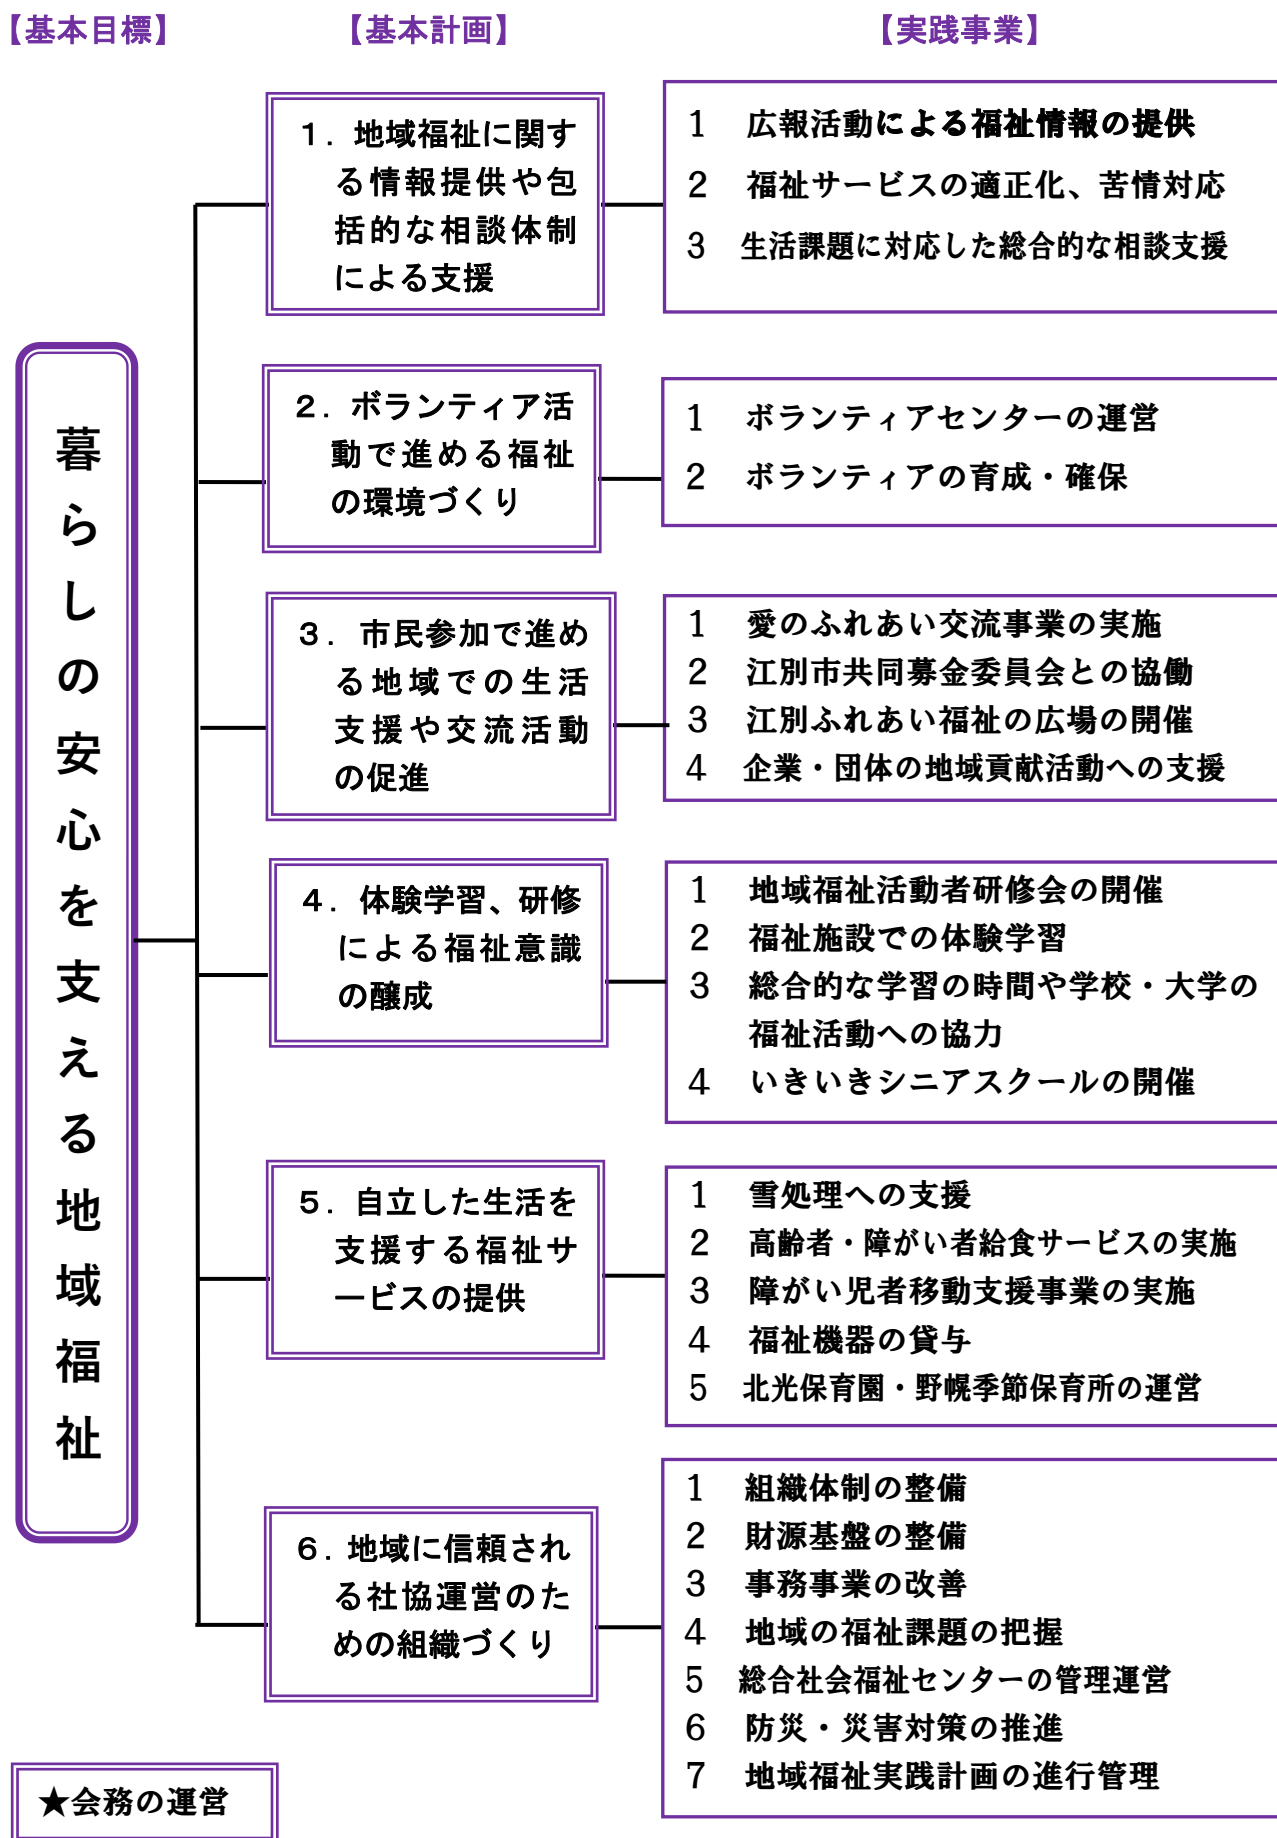 【基本目標】
【基本計画】
【実践事業】
暮らしの安心を支える地域福祉
１．地域福祉に関す
る情報提供や包
括的な相談体制
による支援
1　広報活動による福祉情報の提供
2　福祉サービスの適正化、苦情対応
3　生活課題に対応した総合的な相談支援
２．ボランティア活
動で進める福祉
の環境づくり
1　ボランティアセンターの運営
2　ボランティアの育成・確保
３．市民参加で進め
る地域での生活
支援や交流活動
の促進
1　愛のふれあい交流事業の実施
2　江別市共同募金委員会との協働
3　江別ふれあい福祉の広場の開催
4　企業・団体の地域貢献活動への支援
４．体験学習、研修
による福祉意識
の醸成
1　地域福祉活動者研修会の開催
2　福祉施設での体験学習
3　総合的な学習の時間や学校・大学の
福祉活動への協力
4　いきいきシニアスクールの開催
５．自立した生活を
支援する福祉サ
ービスの提供
1　雪処理への支援
2　高齢者・障がい者給食サービスの実施
3　障がい児者移動支援事業の実施
4　福祉機器の貸与
5　北光保育園・野幌季節保育所の運営
６．地域に信頼され
る社協運営のた
めの組織づくり
1　組織体制の整備
2　財源基盤の整備
3　事務事業の改善
4　地域の福祉課題の把握
5　総合社会福祉センターの管理運営
6　防災・災害対策の推進
7　地域福祉実践計画の進行管理
★会務の運営